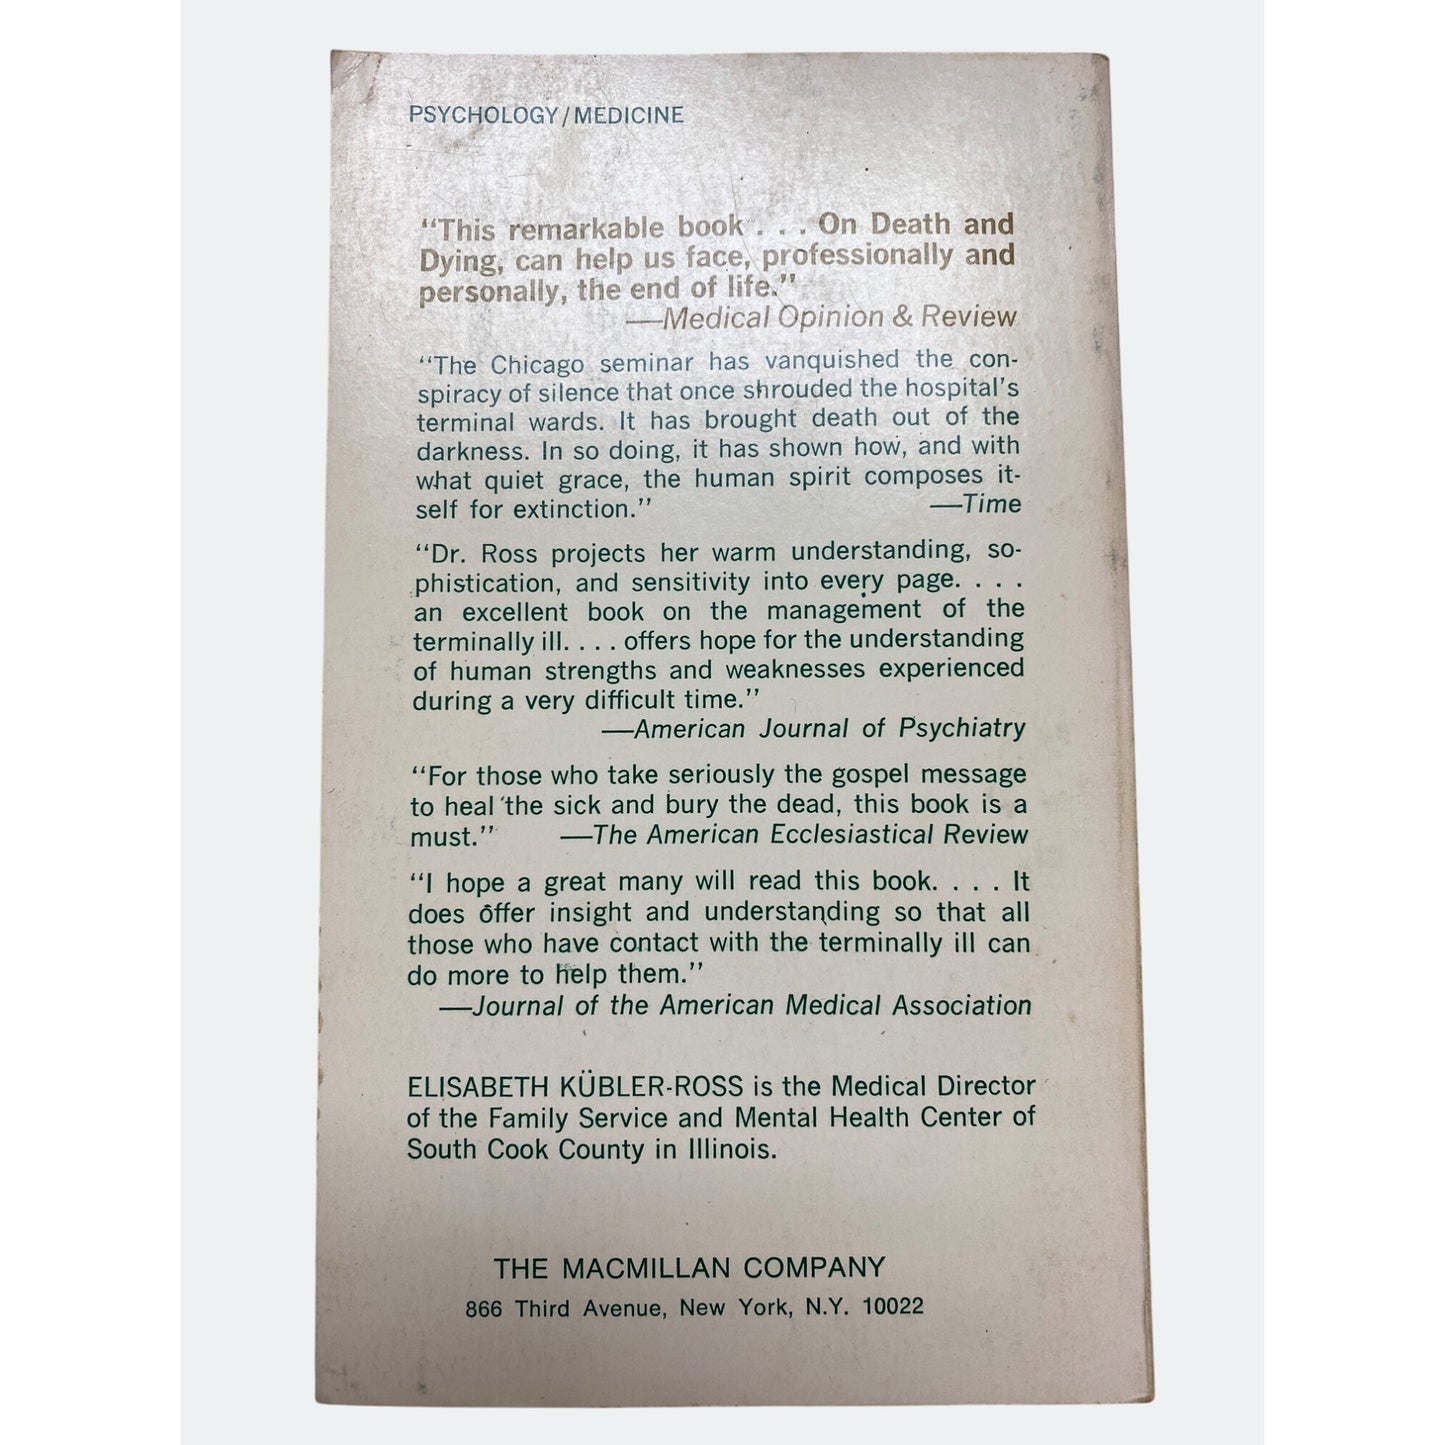 PSYCHOLOGY/MEDICINE
“This remarkable book . . . On Death and
Dying, can help us face, professionally and
personally, the end of life.”
—Medical Opinion & Review
“The Chicago seminar has vanquished the con-
spiracy of silence that once shrouded the hospital’s
terminal wards. It has brought death out of the
darkness. In so doing, it has shown how, and with
what quiet grace, the human spirit composes it-
self for extinction.” —Time
“Dr. Ross projects her warm understanding, so-
phistication, and sensitivity into every page. . . .
an excellent book on the management of the
terminally ill. . . . offers hope for the understanding
of human strengths and weaknesses experienced
during a very difficult time.”
—American Journal of Psychiatry
“For those who take seriously the gospel message
to heal the sick and bury the dead, this book is a
must.” —The American Ecclesiastical Review
“I hope a great many will read this book. . . . It
does offer insight and understanding so that all
those who have contact with the terminally ill can
do more to help them.”
—Journal of the American Medical Association
ELISABETH KÜBLER-ROSS is the Medical Director
of the Family Service and Mental Health Center of
South Cook County in Illinois.
THE MACMILLAN COMPANY
866 Third Avenue, New York, N.Y. 10022